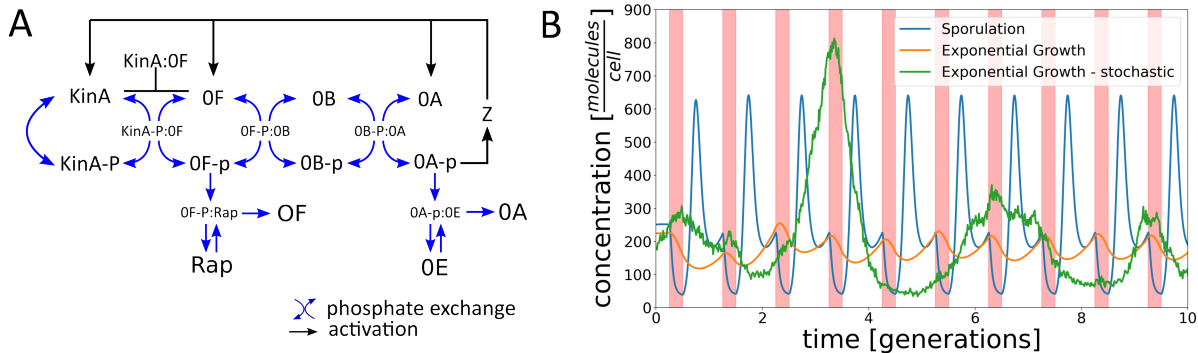 A
KinA:0F
KinA
0F
0B
0A
Z
KinA-P:0F
0F-P:0B
0B-P:0A
KinA-P
0F-p
0B-p
0A-p
0F-P:Rap
OF
0A-p:0E
0A
Rap
0E
phosphate exchange
activation
B
concentration [molecules/cell]
900
800
700
600
500
400
300
200
100
0
Sporulation
Exponential Growth
Exponential Growth - stochastic
0 2 4 6 8 10
time [generations]